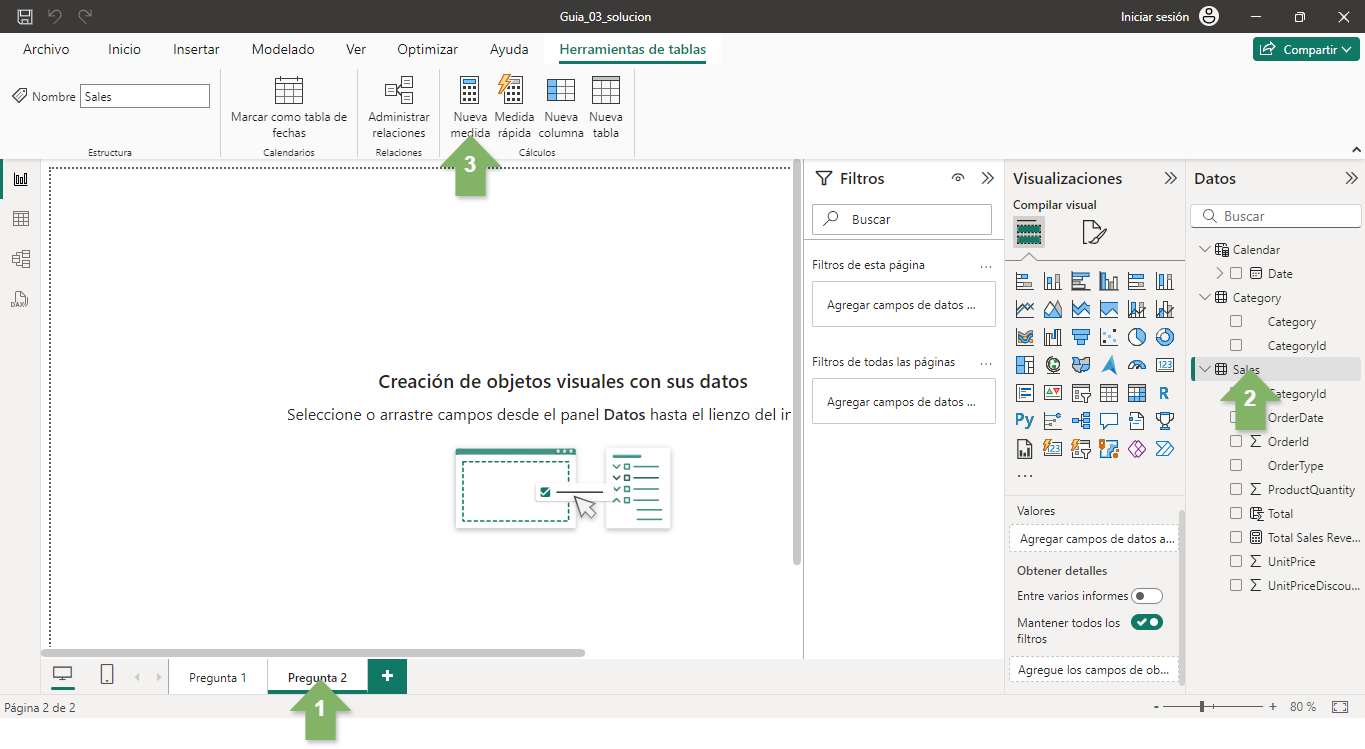 Guia_03_solucion
Iniciar sesión
Archivo
Inicio
Insertar
Modelado
Ver
Optimizar
Ayuda
Herramientas de tablas
Compartir
Nombre
Sales
Estructura
Marcar como tabla de
fechas
Calendarios
Administrar
relaciones
Relaciones
Nueva
medida
Medida
rápida
Nueva
columna
Nueva
tabla
Cálculos
3
Creación de objetos visuales con sus datos
Seleccione o arrastre campos desde el panel Datos hasta el lienzo del in
Filtros
Buscar
Filtros de esta página
...
Agregar campos de datos ...
Filtros de todas las páginas
...
Agregar campos de datos ...
Visualizaciones
Compilar visual
123
R
Py
123
...
Valores
Agregar campos de datos a...
Obtener detalles
Entre varios informes
Mantener todos los
filtros
Agregue los campos de ob...
Datos
Buscar
Calendar
Date
Category
Category
CategoryId
Sales
2
CategoryId
OrderDate
OrderId
OrderType
ProductQuantity
Total
Total Sales Reve...
UnitPrice
UnitPriceDiscou...
DAX
Pregunta 1
Pregunta 2
+
1
Página 2 de 2
- + 80 %